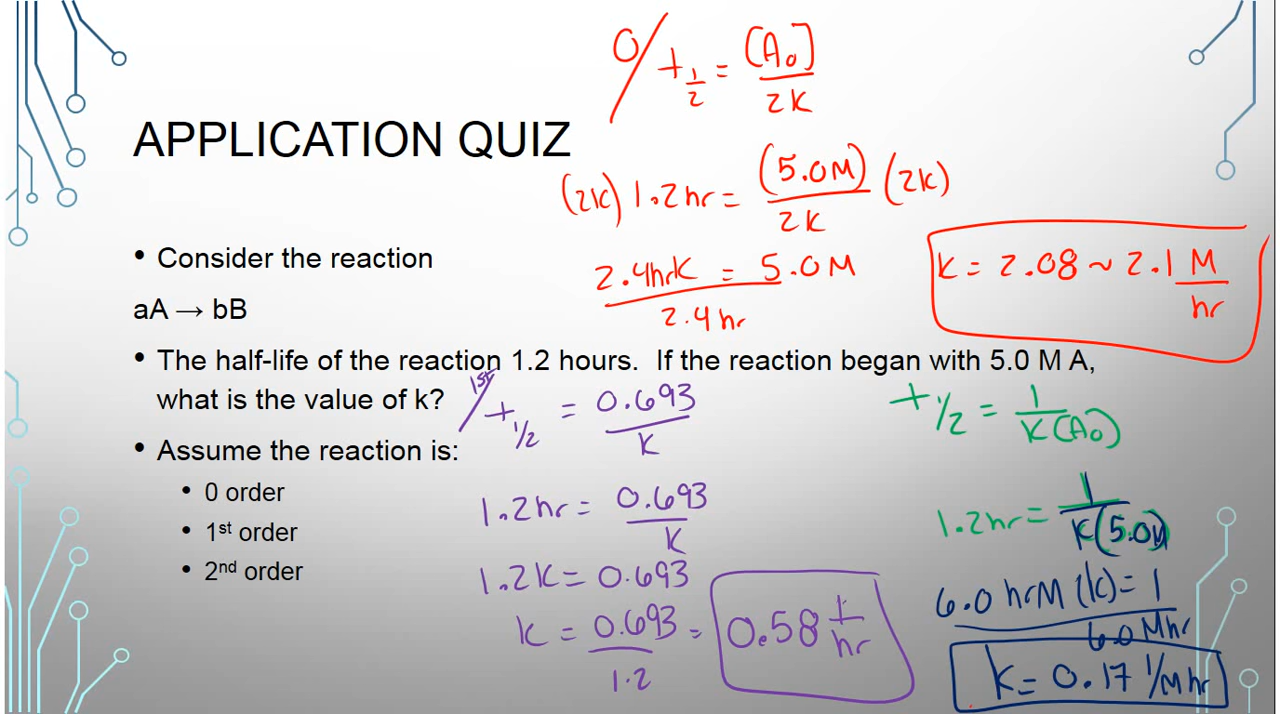 0/ t1/2 = [A0]/2K
APPLICATION QUIZ
(2K) 1.2hr = (5.0M)/2K (2K)
• Consider the reaction
2.4hrK = 5.0M
2.4hr
K = 2.08 ~ 2.1 M/hr
aA → bB
• The half-life of the reaction 1.2 hours. If the reaction began with 5.0 M A,
what is the value of k?
1st/ t1/2 = 0.693/K
t1/2 = 1/K(A0)
• Assume the reaction is:
• 0 order
• 1st order
• 2nd order
1.2hr = 0.693/K
1.2K = 0.693
K = 0.693/1.2 = 0.58 1/hr
1.2hr = 1/K(5.0M)
6.0 hrM (K) = 1
6.0 Mhr
K = 0.17 1/Mhr